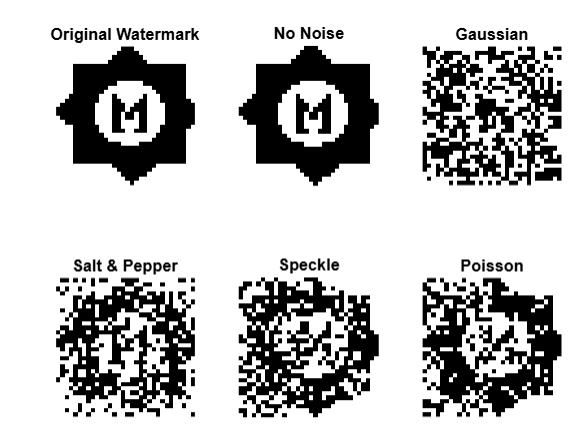 Original Watermark
No Noise
Gaussian
M
M
Salt & Pepper
Speckle
Poisson